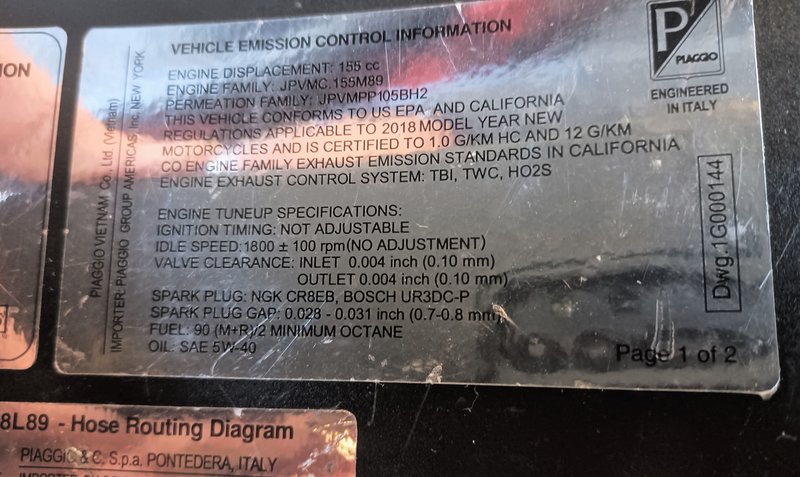 ION
VEHICLE EMISSION CONTROL INFORMATION
ENGINE DISPLACEMENT: 155 cc
ENGINE FAMILY: JPVMC.155M89
PERMEATION FAMILY: JPVMPP105BH2
THIS VEHICLE CONFORMS TO US EPA AND CALIFORNIA
REGULATIONS APPLICABLE TO 2018 MODEL YEAR NEW
MOTORCYCLES AND IS CERTIFIED TO 1.0 G/KM HC AND 12 G/KM
CO ENGINE FAMILY EXHAUST EMISSION STANDARDS IN CALIFORNIA
ENGINE EXHAUST CONTROL SYSTEM: TBI, TWC, HO2S
ENGINE TUNEUP SPECIFICATIONS:
IGNITION TIMING: NOT ADJUSTABLE
IDLE SPEED:1800 ± 100 rpm(NO ADJUSTMENT)
VALVE CLEARANCE: INLET 0.004 inch (0.10 mm)
OUTLET 0.004 inch (0.10 mm)
SPARK PLUG: NGK CR8EB, BOSCH UR3DC-P
SPARK PLUG GAP: 0.028 - 0.031 inch (0.7-0.8 mm)
FUEL: 90 (M+R)/2 MINIMUM OCTANE
OIL: SAE 5W-40
Page 1 of 2
PIAGGIO VIETNAM Co., Ltd. (Vietnam)
IMPORTER: PIAGGIO GROUP AMERICAS, Inc. NEW YORK
P
PIAGGIO
ENGINEERED
IN ITALY
Dwg.1G000144
8L89 - Hose Routing Diagram
PIAGGIO & C. S.p.a. PONTEDERA, ITALY